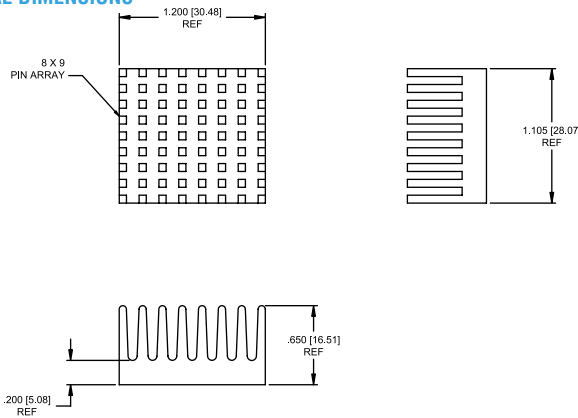 AL DIMENSIONS
1.200 [30.48]
REF
8 X 9
PIN ARRAY
1.105 [28.07
REF
.650 [16.51]
REF
.200 [5.08]
REF